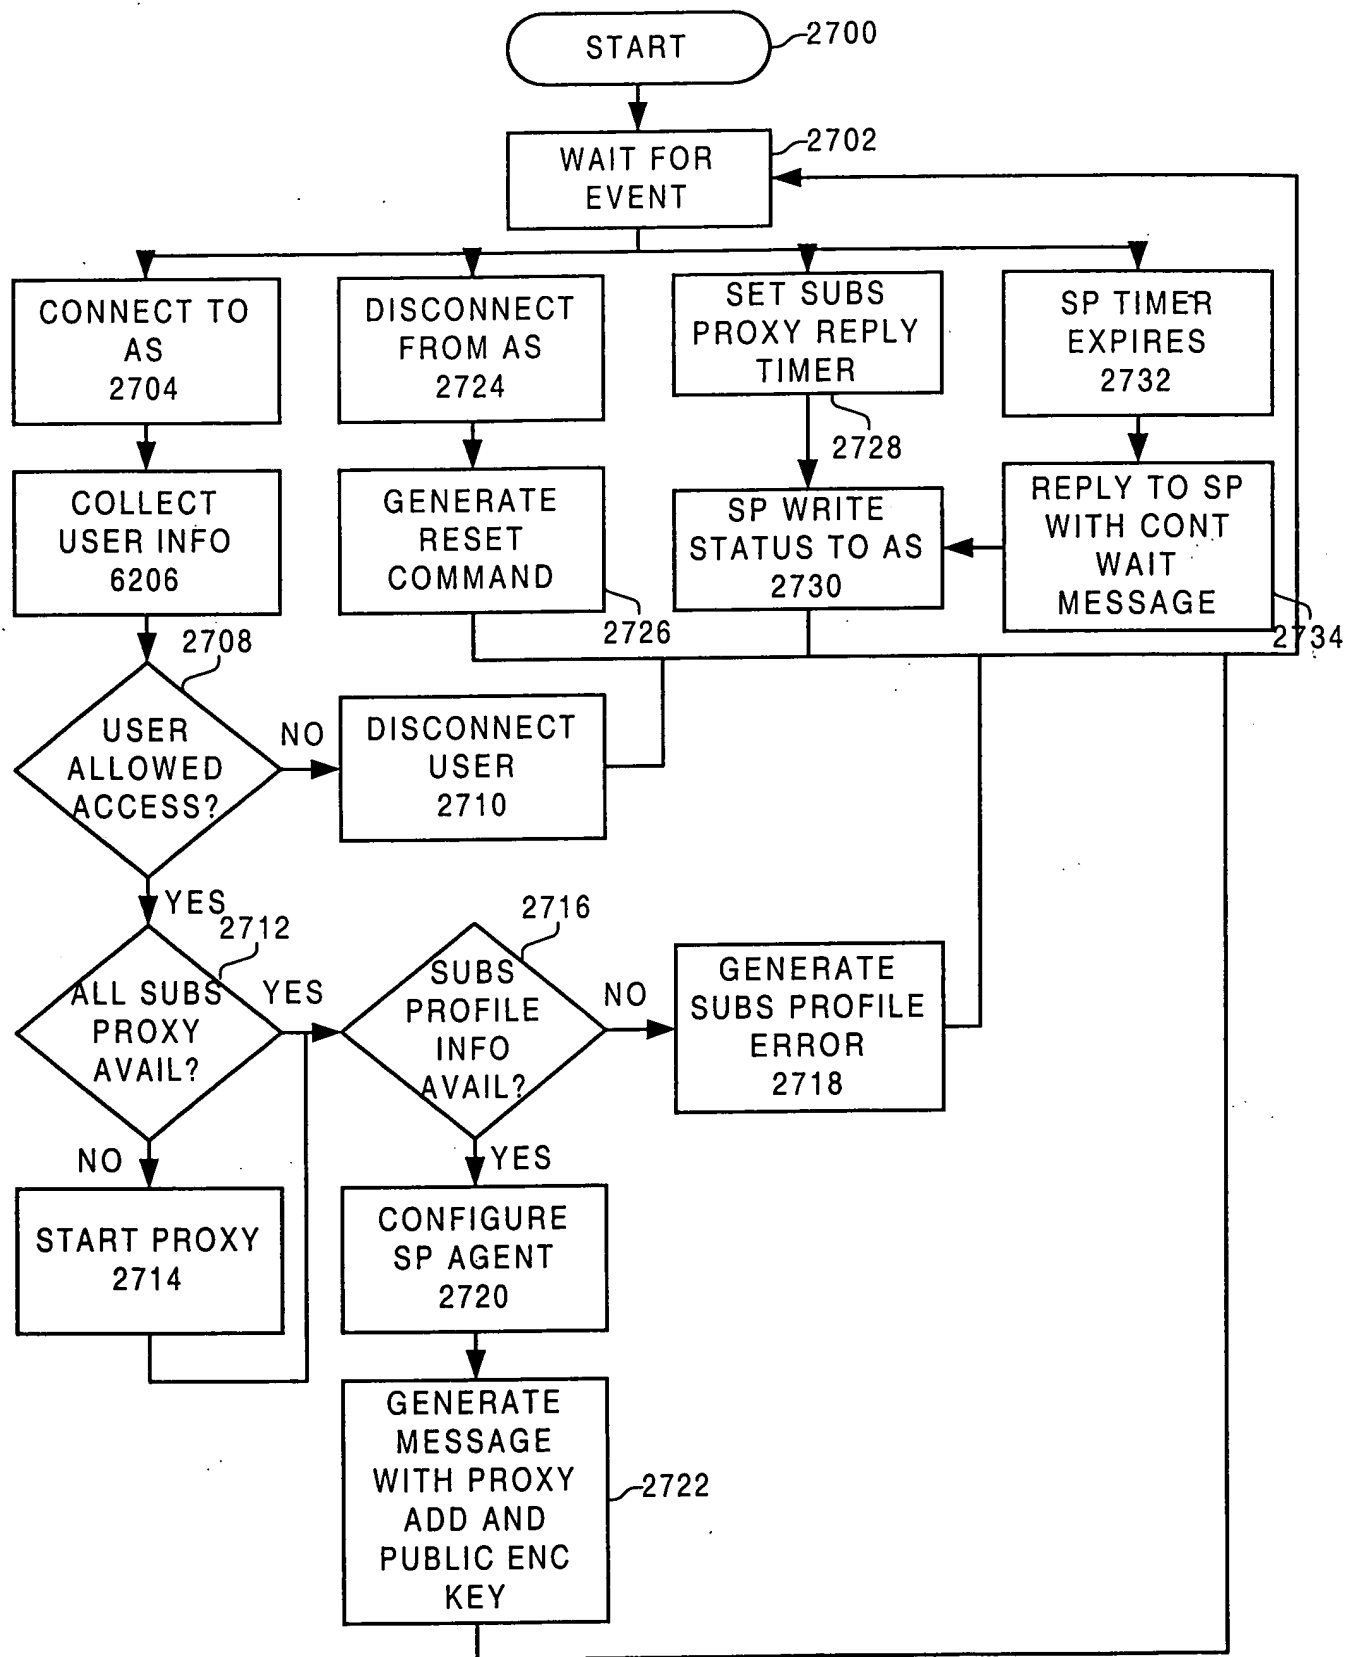 START
2700
WAIT FOR
EVENT
2702
CONNECT TO
AS
2704
DISCONNECT
FROM AS
2724
SET SUBS
PROXY REPLY
TIMER
2728
SP TIMER
EXPIRES
2732
COLLECT
USER INFO
6206
GENERATE
RESET
COMMAND
2726
SP WRITE
STATUS TO AS
2730
REPLY TO SP
WITH CONT
WAIT
MESSAGE
2734
2708
USER
ALLOWED
ACCESS?
NO
DISCONNECT
USER
2710
YES
2712
ALL SUBS
PROXY
AVAIL?
YES
2716
SUBS
PROFILE
INFO
AVAIL?
NO
GENERATE
SUBS PROFILE
ERROR
2718
NO
START PROXY
2714
YES
CONFIGURE
SP AGENT
2720
GENERATE
MESSAGE
WITH PROXY
ADD AND
PUBLIC ENC
KEY
2722